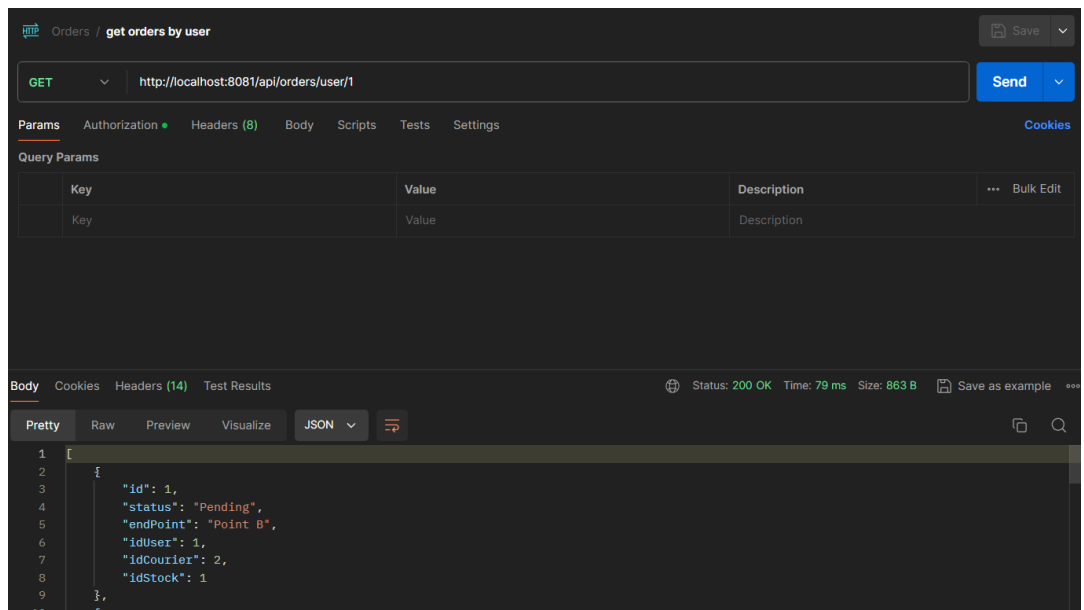 HTTP Orders / get orders by user Save
GET http://localhost:8081/api/orders/user/1 Send
Params Authorization Headers (8) Body Scripts Tests Settings Cookies
Query Params
Key Value Description ••• Bulk Edit
Key Value Description
Body Cookies Headers (14) Test Results Status: 200 OK Time: 79 ms Size: 863 B Save as example
Pretty Raw Preview Visualize JSON
1 [
2 {
3 "id": 1,
4 "status": "Pending",
5 "endPoint": "Point B",
6 "idUser": 1,
7 "idCourier": 2,
8 "idStock": 1
9 },